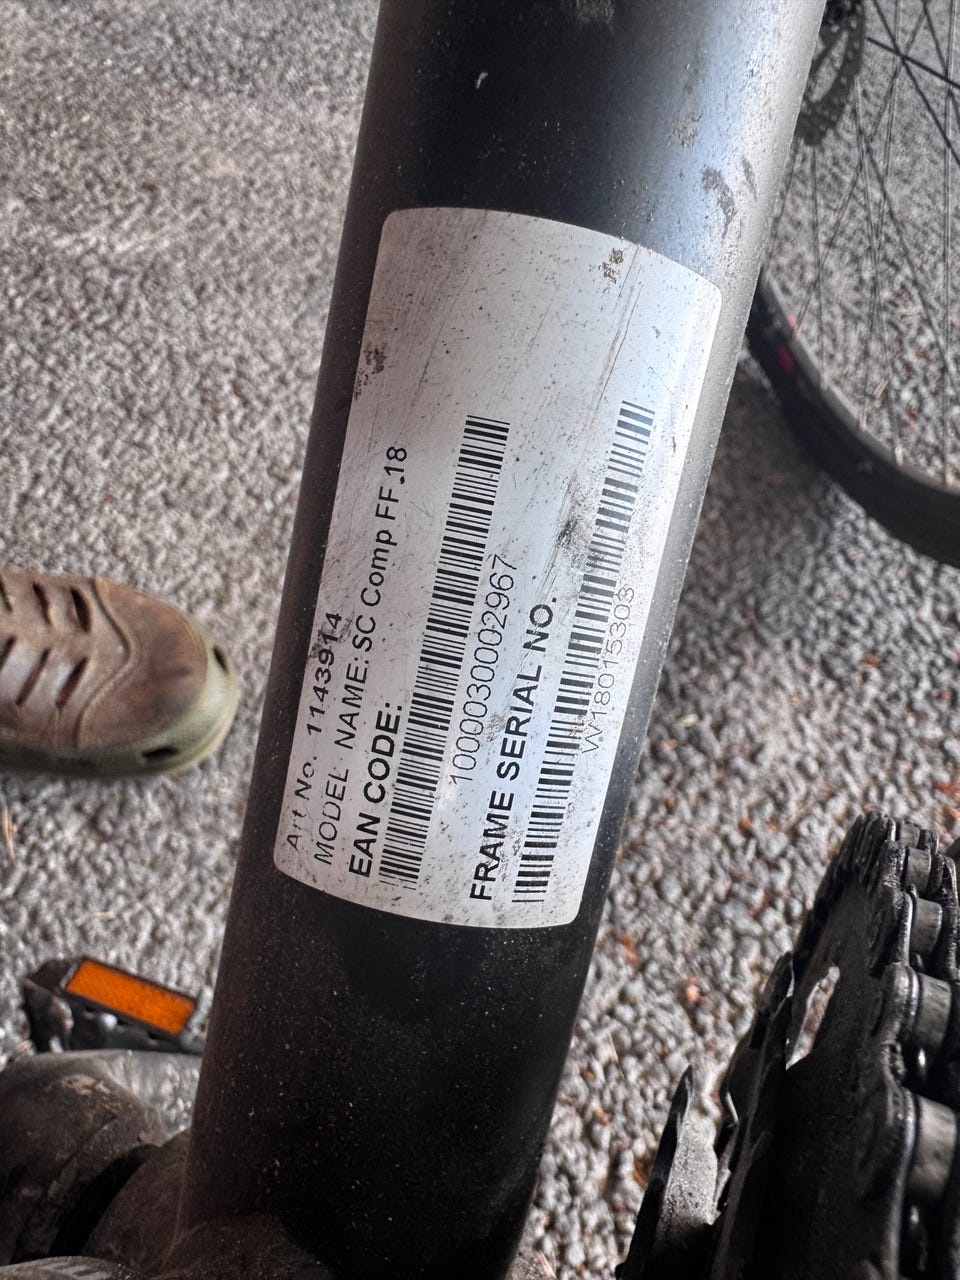 Art No. 1143914
MODEL NAME: SC Comp FF.18
EAN CODE:
1000030002967
FRAME SERIAL NO.
W18015303